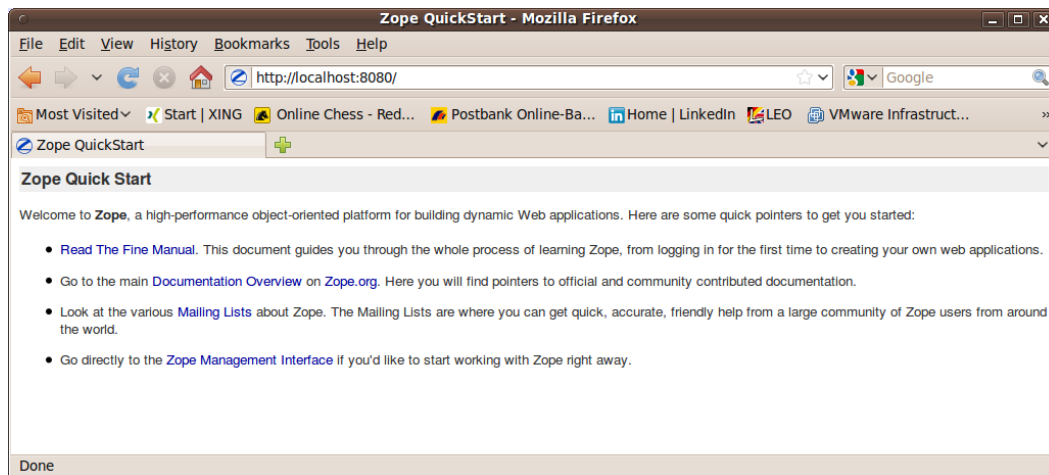 Zope QuickStart - Mozilla Firefox
File Edit View History Bookmarks Tools Help
http://localhost:8080/ Google
Most Visited Start | XING Online Chess - Red... Postbank Online-Ba... Home | LinkedIn LEO VMware Infrastruct... »
Zope QuickStart
Zope Quick Start
Welcome to Zope, a high-performance object-oriented platform for building dynamic Web applications. Here are some quick pointers to get you started:
• Read The Fine Manual. This document guides you through the whole process of learning Zope, from logging in for the first time to creating your own web applications.
• Go to the main Documentation Overview on Zope.org. Here you will find pointers to official and community contributed documentation.
• Look at the various Mailing Lists about Zope. The Mailing Lists are where you can get quick, accurate, friendly help from a large community of Zope users from around
the world.
• Go directly to the Zope Management Interface if you'd like to start working with Zope right away.
Done